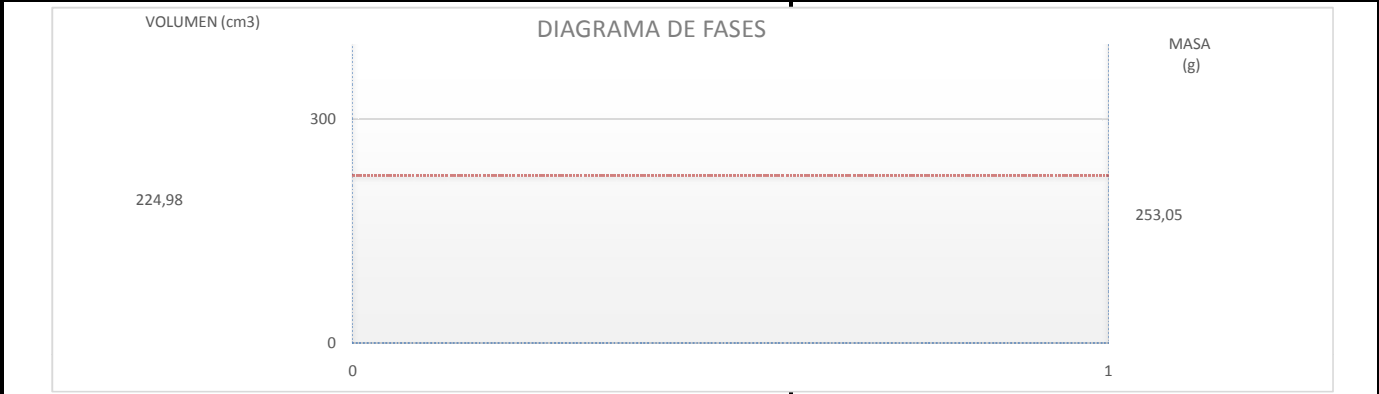 VOLUMEN (cm3)
DIAGRAMA DE FASES
MASA
(g)
300
224,98
253,05
0
0
1